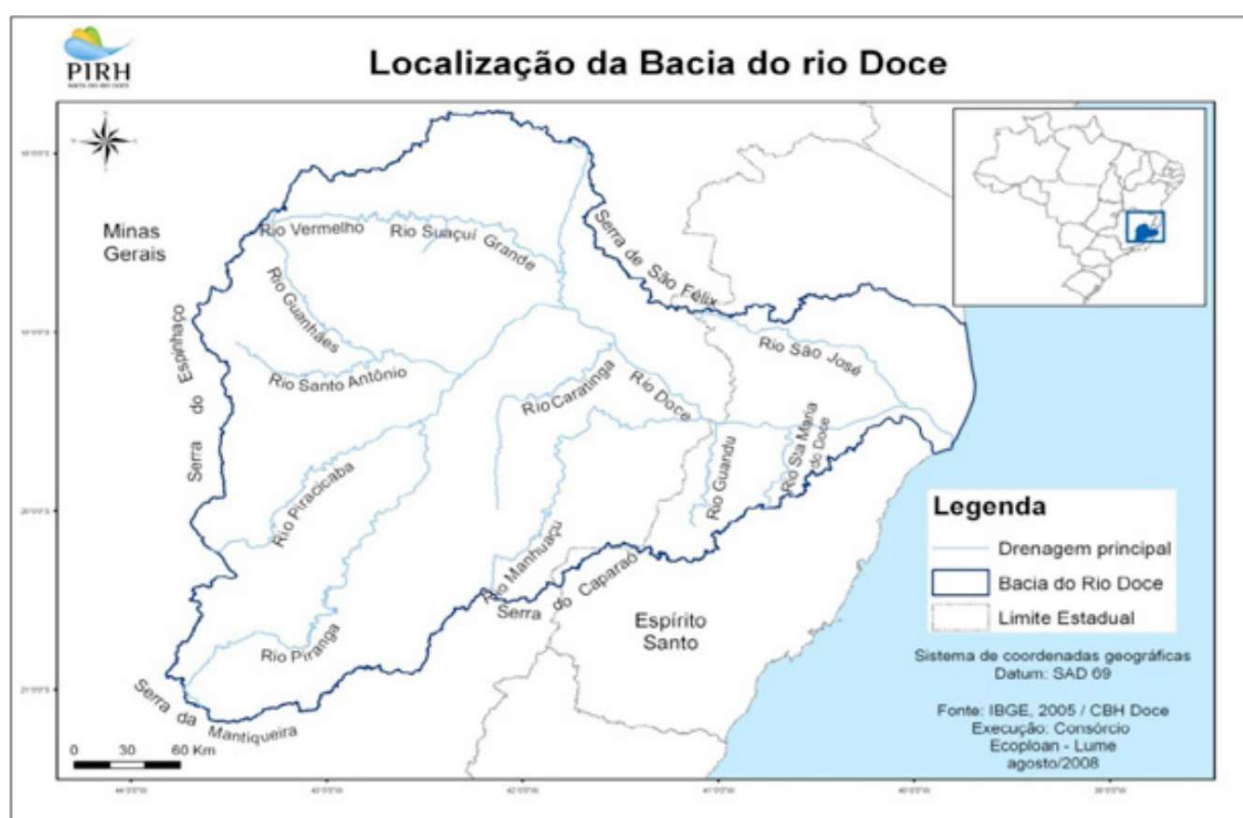 PIRH
BACIA DO RIO DOCE
Localização da Bacia do rio Doce
Minas
Gerais
Rio Vermelho
Rio Suaçuí Grande
Serra de São Félix
Rio Guanhães
Serra do Espinhaço
Rio Santo Antônio
Rio Caratinga
Rio Doce
Rio São José
Rio Sta Maria
do Doce
Rio Guandu
Rio Piracicaba
Rio Manhuaçu
Serra do Caparaó
Rio Piranga
Serra da Mantiqueira
Espírito
Santo
0 30 60 Km
Legenda
Drenagem principal
Bacia do Rio Doce
Limite Estadual
Sistema de coordenadas geográficas
Datum: SAD 69
Fonte: IBGE, 2005 / CBH Doce
Execução: Consórcio
Ecoploan - Lume
agosto/2008